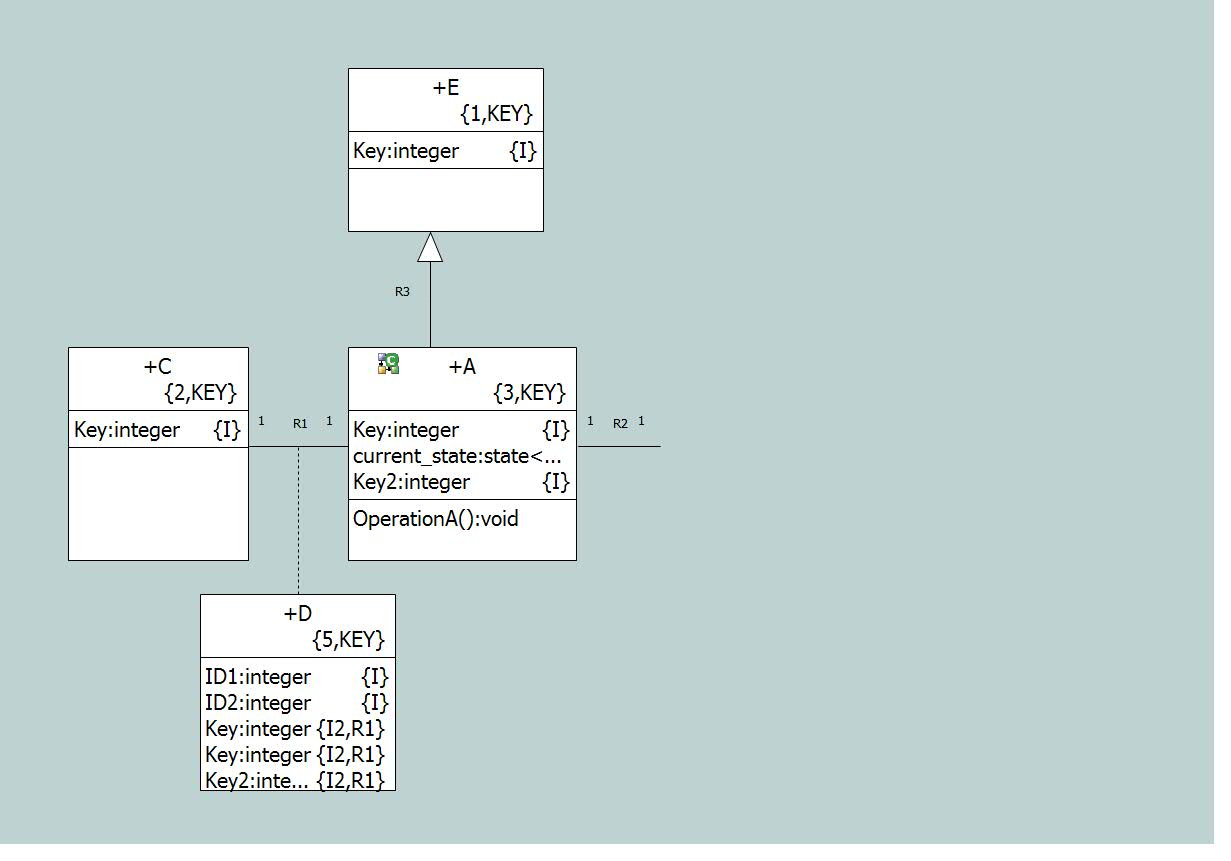 +E
{1,KEY}
Key:integer {I}
R3
+C
{2,KEY}
Key:integer {I}
1 R1 1
C +A
{3,KEY}
Key:integer {I}
current_state:state<...
Key2:integer {I}
OperationA():void
1 R2 1
+D
{5,KEY}
ID1:integer {I}
ID2:integer {I}
Key:integer {I2,R1}
Key:integer {I2,R1}
Key2:inte... {I2,R1}